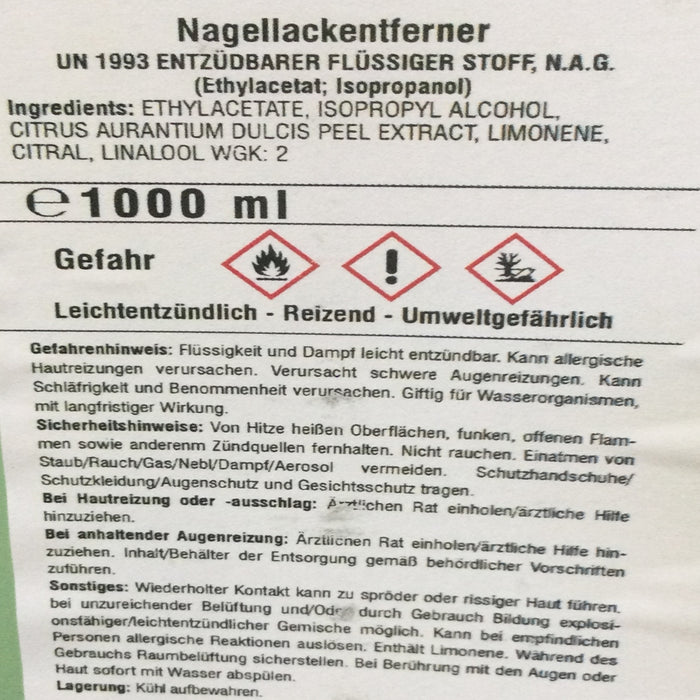 Nagellackentferner
UN 1993 ENTZÜDBARER FLÜSSIGER STOFF, N.A.G.
(Ethylacetat; Isopropanol)
Ingredients: ETHYLACETATE, ISOPROPYL ALCOHOL,
CITRUS AURANTIUM DULCIS PEEL EXTRACT, LIMONENE,
CITRAL, LINALOOL WGK: 2
℮1000 ml
Gefahr
Leichtentzündlich - Reizend - Umweltgefährlich
Gefahrenhinweis: Flüssigkeit und Dampf leicht entzündbar. Kann allergische
Hautreizungen verursachen. Verursacht schwere Augenreizungen. Kann
Schläfrigkeit und Benommenheit verursachen. Giftig für Wasserorganismen,
mit langfristiger Wirkung.
Sicherheitshinweise: Von Hitze heißen Oberflächen, funken, offenen Flam-
men sowie anderenm Zündquellen fernhalten. Nicht rauchen. Einatmen von
Staub/Rauch/Gas/Nebl/Dampf/Aerosol vermeiden. Schutzhandschuhe/
Schutzkleidung/Augenschutz und Gesichtsschutz tragen.
Bei Hautreizung oder -ausschlag: Ärztlichen Rat einholen/ärztliche Hilfe
hinzuziehen.
Bei anhaltender Augenreizung: Ärztlichen Rat einholen/ärztliche Hilfe hin-
zuziehen. Inhalt/Behälter der Entsorgung gemäß behördlicher Vorschriften
zuführen.
Sonstiges: Wiederholter Kontakt kann zu spröder oder rissiger Haut führen.
bei unzureichender Belüftung und/Oder durch Gebrauch Bildung explosi-
onsfähiger/leichtentzündlicher Gemische möglich. Kann bei empfindlichen
Personen allergische Reaktionen auslösen. Enthält Limonene. Während des
Gebrauchs Raumbelüftung sicherstellen. Bei Berührung mit den Augen oder
Haut sofort mit Wasser abspülen.
Lagerung: Kühl aufbewahren.